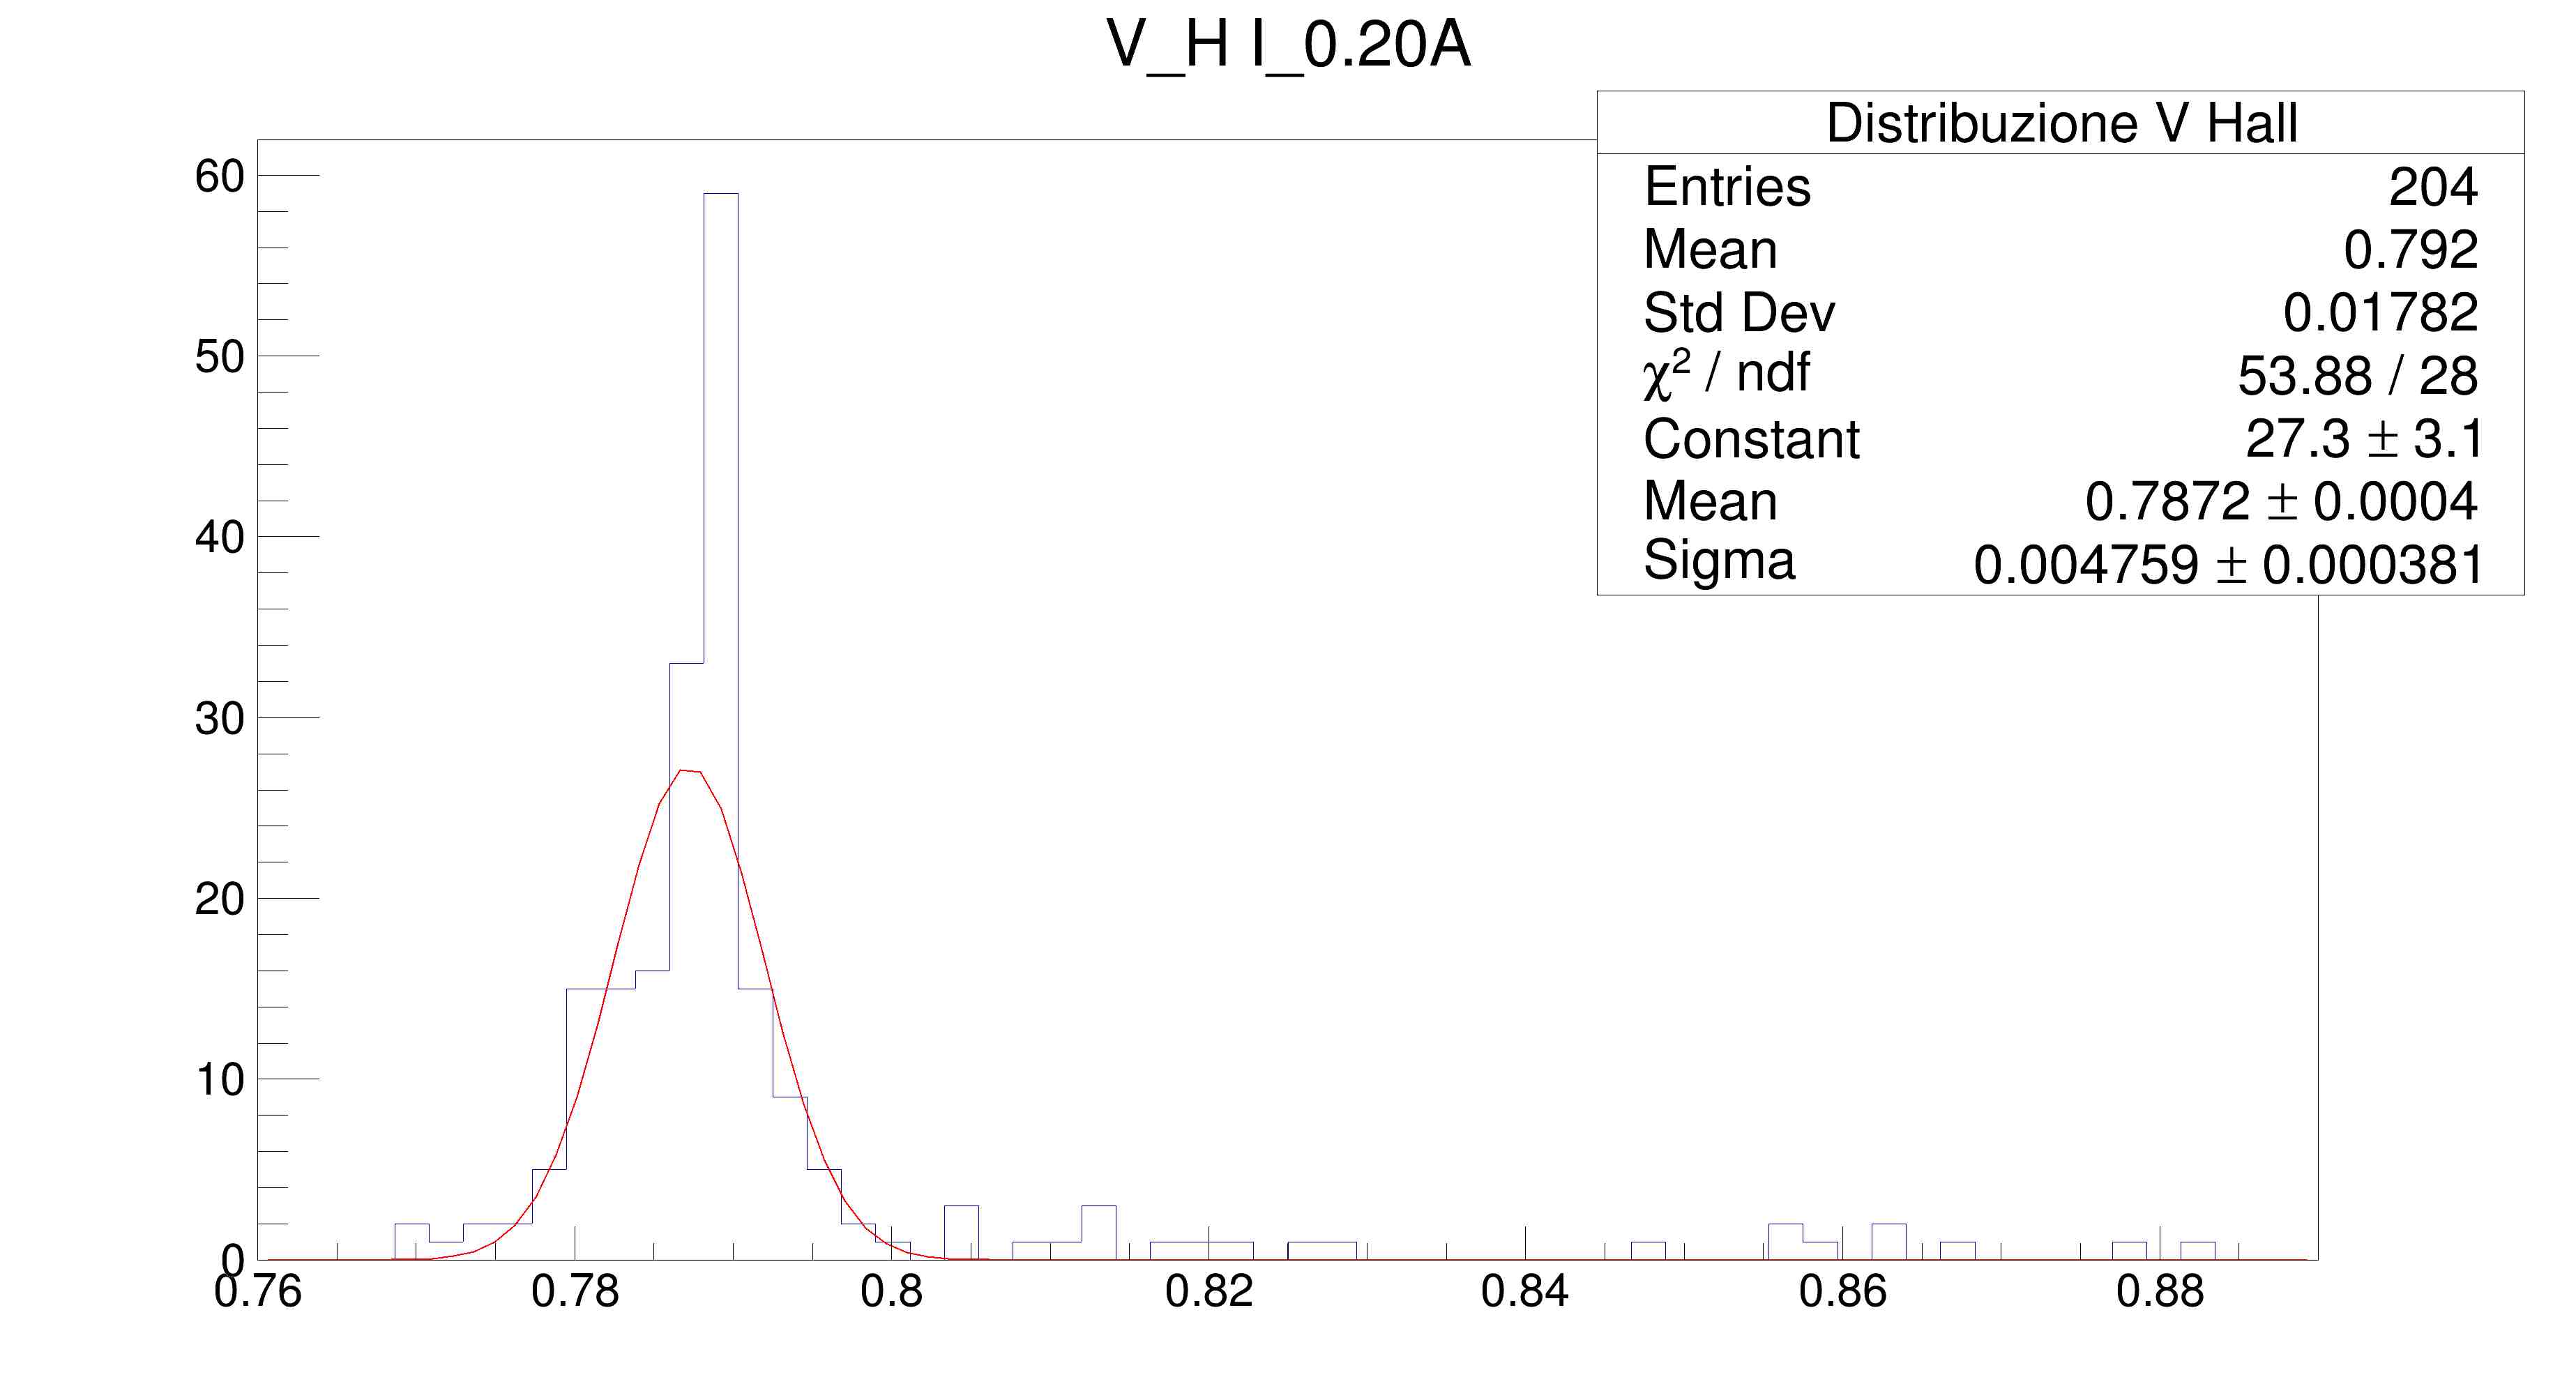 V_H I_0.20A
Distribuzione V Hall
Entries 204
Mean 0.792
Std Dev 0.01782
χ² / ndf 53.88 / 28
Constant 27.3 ± 3.1
Mean 0.7872 ± 0.0004
Sigma 0.004759 ± 0.000381
60
50
40
30
20
10
0
0.76 0.78 0.8 0.82 0.84 0.86 0.88